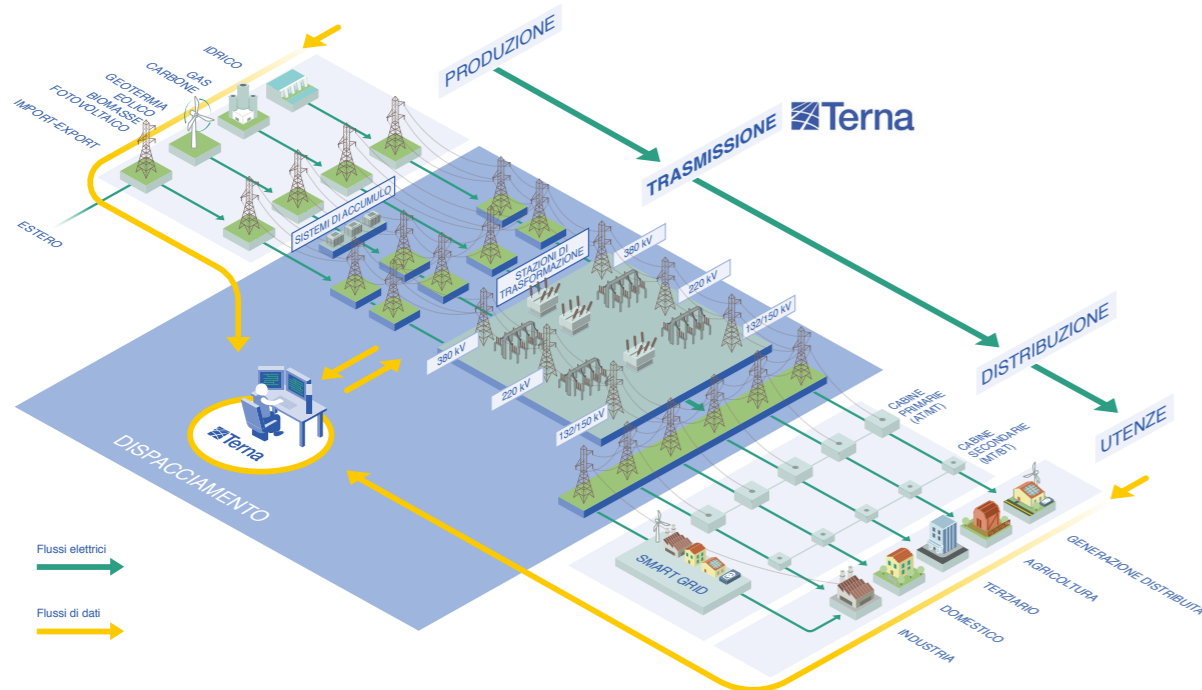 PRODUZIONE
TRASMISSIONE
Terna
DISTRIBUZIONE
UTENZE
IDRICO
GAS
CARBONE
GEOTERMIA
EOLICO
BIOMASSE
FOTOVOLTAICO
IMPORT-EXPORT
ESTERO
SISTEMI DI ACCUMULO
STAZIONI DI
TRASFORMAZIONE
380 kV
220 kV
132/150 kV
380 kV
220 kV
132/150 kV
CABINE
PRIMARIE
(AT/MT)
CABINE
SECONDARIE
(MT/BT)
Terna
DISPACCIAMENTO
SMART GRID
GENERAZIONE DISTRIBUITA
AGRICOLTURA
TERZIARIO
DOMESTICO
INDUSTRIA
Flussi elettrici
Flussi di dati